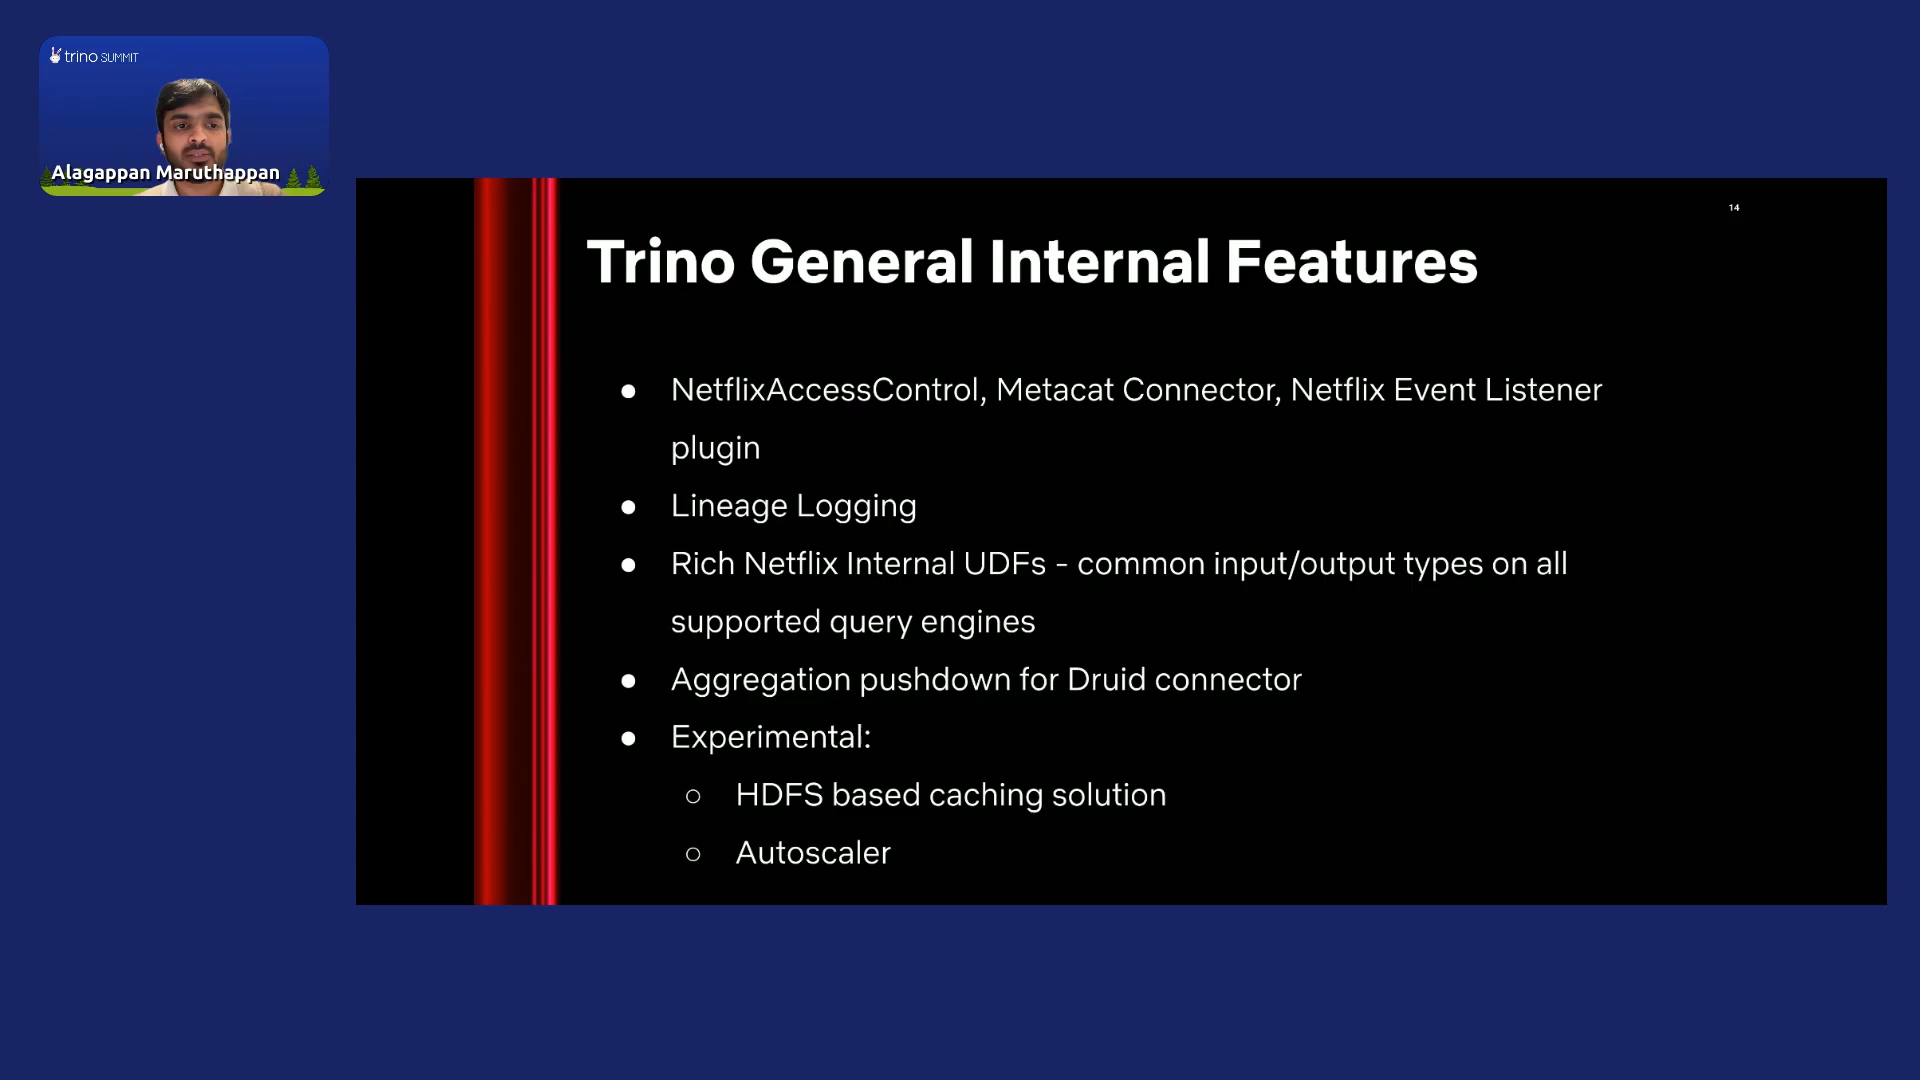 trino SUMMIT
Alagappan Maruthappan
14
Trino General Internal Features
● NetflixAccessControl, Metacat Connector, Netflix Event Listener
plugin
● Lineage Logging
● Rich Netflix Internal UDFs - common input/output types on all
supported query engines
● Aggregation pushdown for Druid connector
● Experimental:
○ HDFS based caching solution
○ Autoscaler